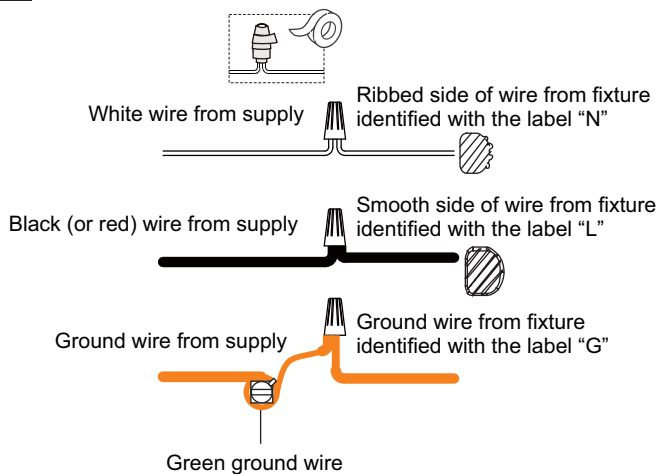 White wire from supply
Ribbed side of wire from fixture
identified with the label “N”
Black (or red) wire from supply
Smooth side of wire from fixture
identified with the label “L”
Ground wire from supply
Ground wire from fixture
identified with the label “G”
Green ground wire